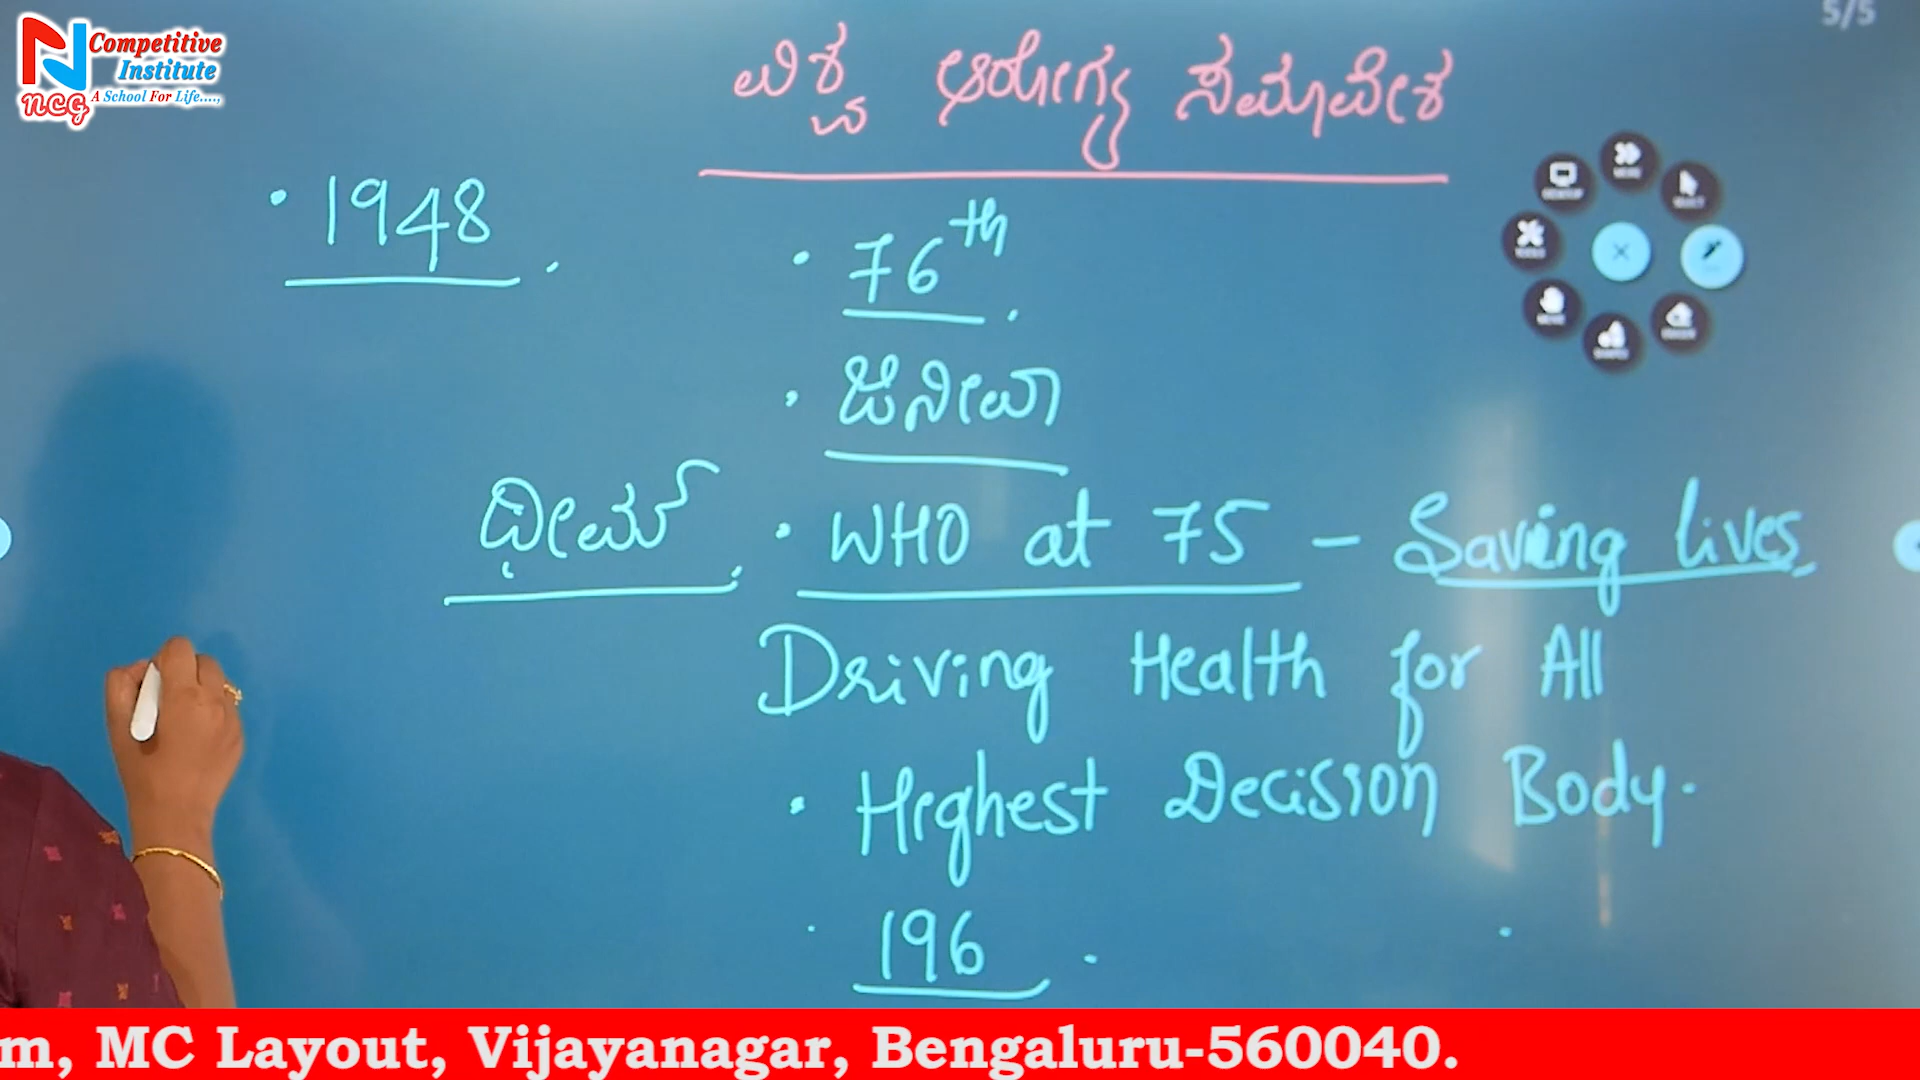 Competitive
Institute
NCG A School For Life....,
5/5
ವಿಶ್ವ ಆರೋಗ್ಯ ಸಮಾವೇಶ
• 1948
• 76th
• ಜಿನೀವಾ
ಥೀಮ್ • WHO at 75 - Saving lives,
Driving Health for All
• Highest Decision Body.
196
m, MC Layout, Vijayanagar, Bengaluru-560040.